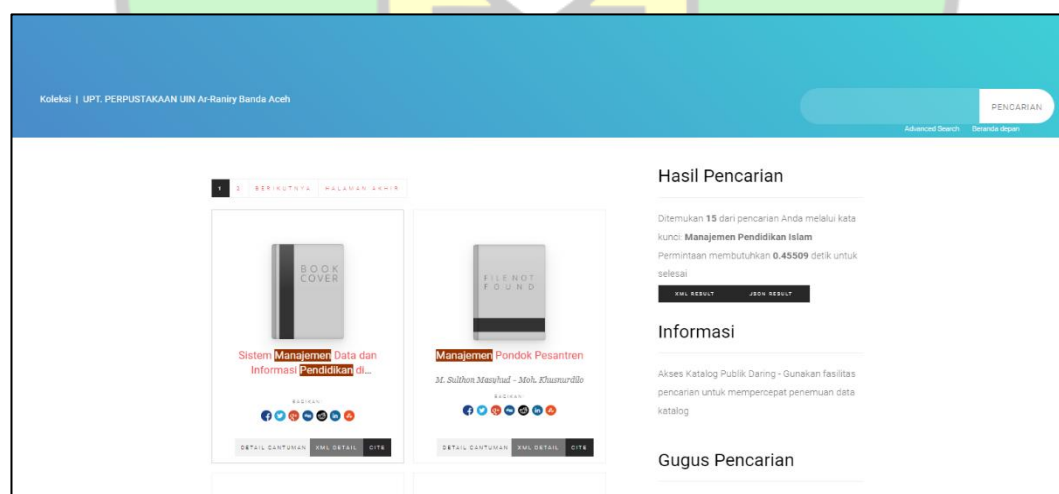 Koleksi | UPT. PERPUSTAKAAN UIN Ar-Raniry Banda Aceh
PENCARIAN
Advanced Search Beranda depan
1 2 BERIKUTNYA HALAMAN AKHIR
BOOK
COVER
Sistem Manajemen Data dan
Informasi Pendidikan di...
BAGIKAN:
DETAIL CANTUMAN XML DETAIL CITE
FILE NOT
FOUND
Manajemen Pondok Pesantren
M. Sulthon Masyhud - Moh. Khusnurdilo
BAGIKAN:
DETAIL CANTUMAN XML DETAIL CITE
Hasil Pencarian
Ditemukan 15 dari pencarian Anda melalui kata
kunci: Manajemen Pendidikan Islam
Permintaan membutuhkan 0.45509 detik untuk
selesai
XML RESULT JSON RESULT
Informasi
Akses Katalog Publik Daring - Gunakan fasilitas
pencarian untuk mempercepat penemuan data
katalog
Gugus Pencarian